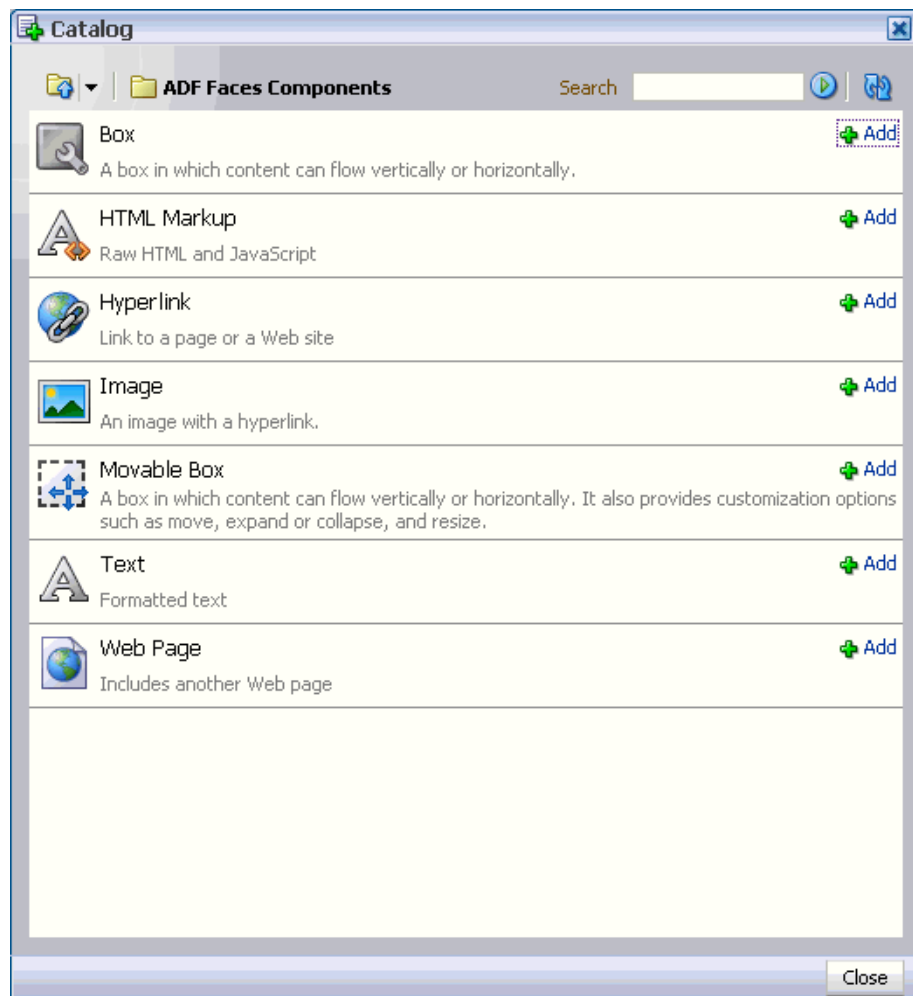 Catalog
ADF Faces Components Search
Box Add
A box in which content can flow vertically or horizontally.
HTML Markup Add
Raw HTML and JavaScript
Hyperlink Add
Link to a page or a Web site
Image Add
An image with a hyperlink.
Movable Box Add
A box in which content can flow vertically or horizontally. It also provides customization options
such as move, expand or collapse, and resize.
Text Add
Formatted text
Web Page Add
Includes another Web page
Close